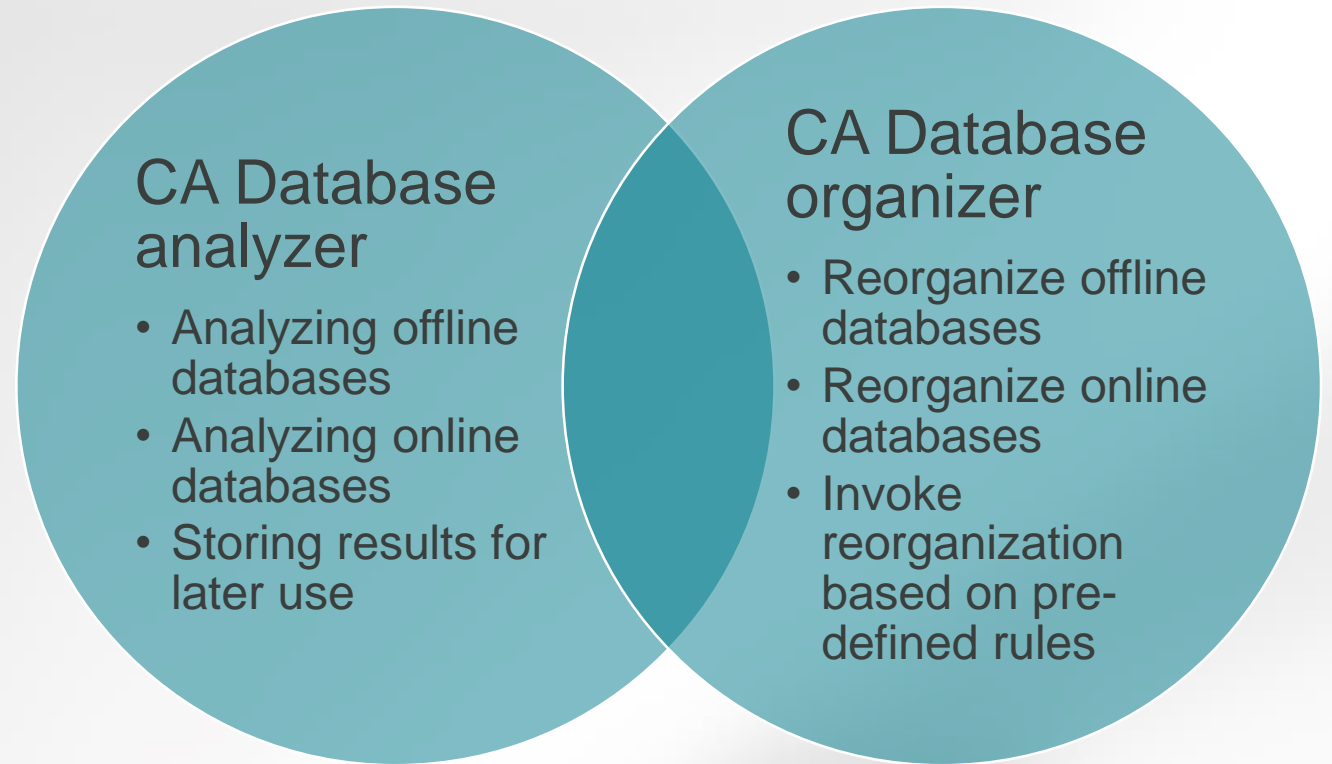 CA Database
analyzer
• Analyzing offline
databases
• Analyzing online
databases
• Storing results for
later use
CA Database
organizer
• Reorganize offline
databases
• Reorganize online
databases
• Invoke
reorganization
based on pre-
defined rules